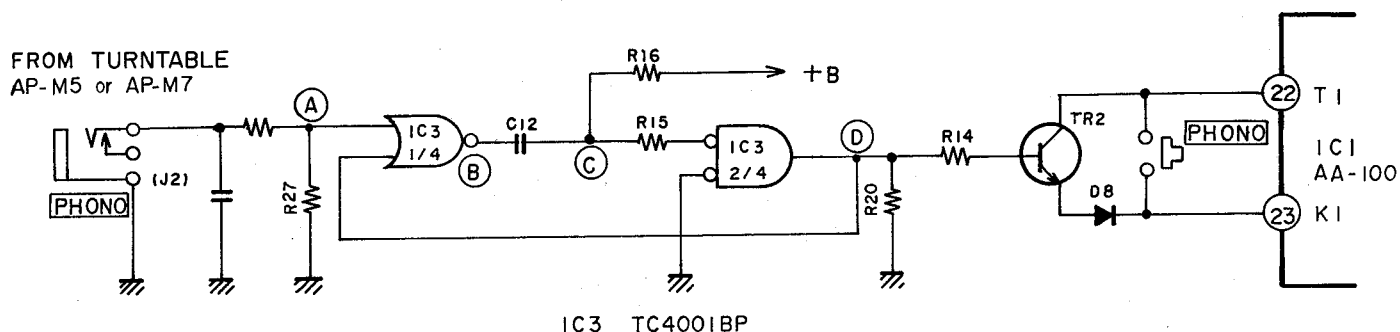 FROM TURNTABLE
AP-M5 or AP-M7
V
(J2)
PHONO
A
R27
IC3
1/4
B
C12
C
R16
+B
R15
IC3
2/4
D
R20
R14
TR2
D8
PHONO
22 T1
IC1
AA-100
23 K1
IC3 TC4001BP